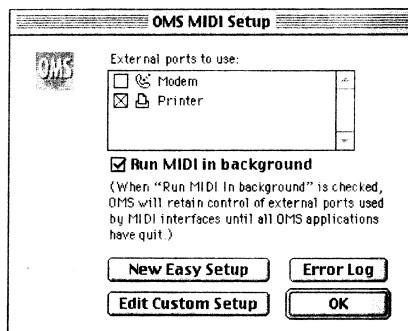 OMS MIDI Setup
OMS
External ports to use:
Modem
Printer
Run MIDI in background
(When "Run MIDI In background" is checked,
OMS will retain control of external ports used
by MIDI interfaces until all OMS applications
have quit.)
New Easy Setup
Error Log
Edit Custom Setup
OK